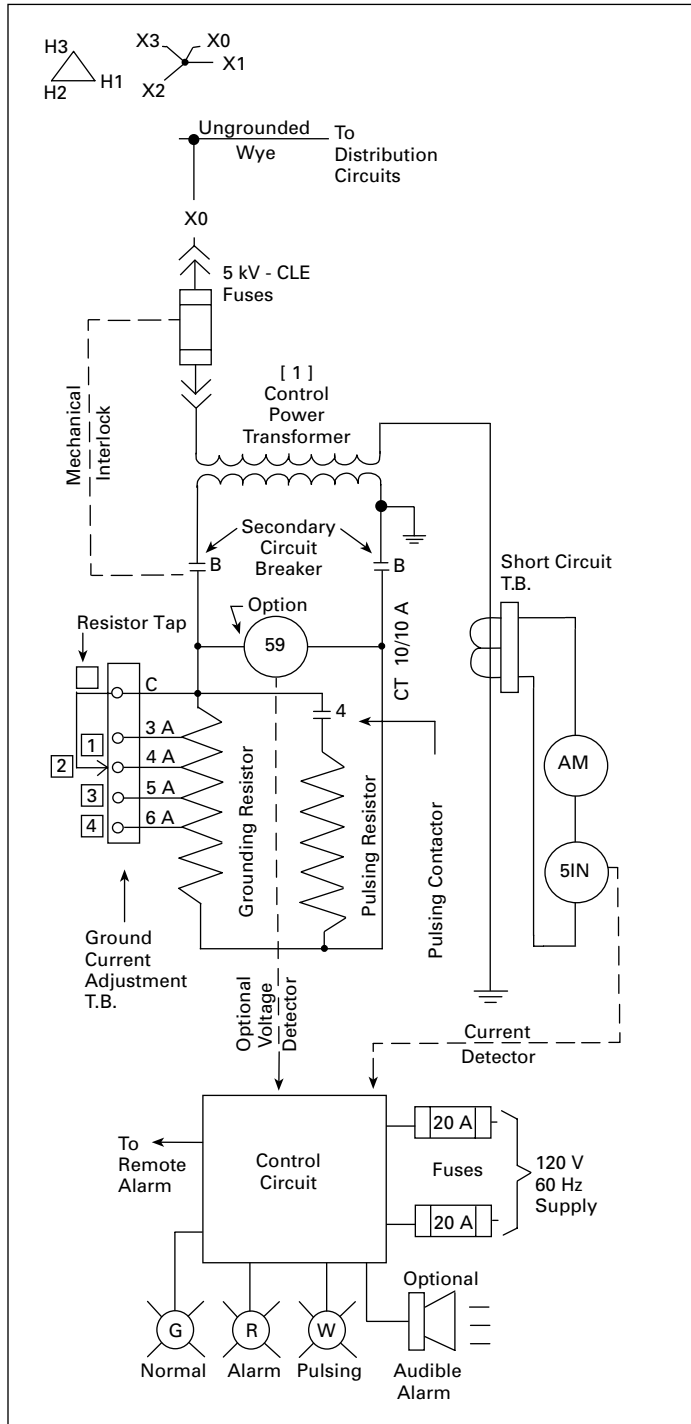 H3
H2
H1
X3
X0
X1
X2
Ungrounded
Wye
To
Distribution
Circuits
X0
5 kV - CLE
Fuses
[ 1 ]
Control
Power
Transformer
Mechanical
Interlock
Secondary
Circuit
Breaker
B
B
Short Circuit
T.B.
Option
59
CT 10/10 A
Resistor Tap
C
3 A
4 A
5 A
6 A
1
2
3
4
4
Grounding Resistor
Pulsing Resistor
Pulsing Contactor
AM
5IN
Ground
Current
Adjustment
T.B.
Optional
Voltage
Detector
Current
Detector
To
Remote
Alarm
Control
Circuit
20 A
Fuses
20 A
120 V
60 Hz
Supply
G
Normal
R
Alarm
W
Pulsing
Optional
Audible
Alarm